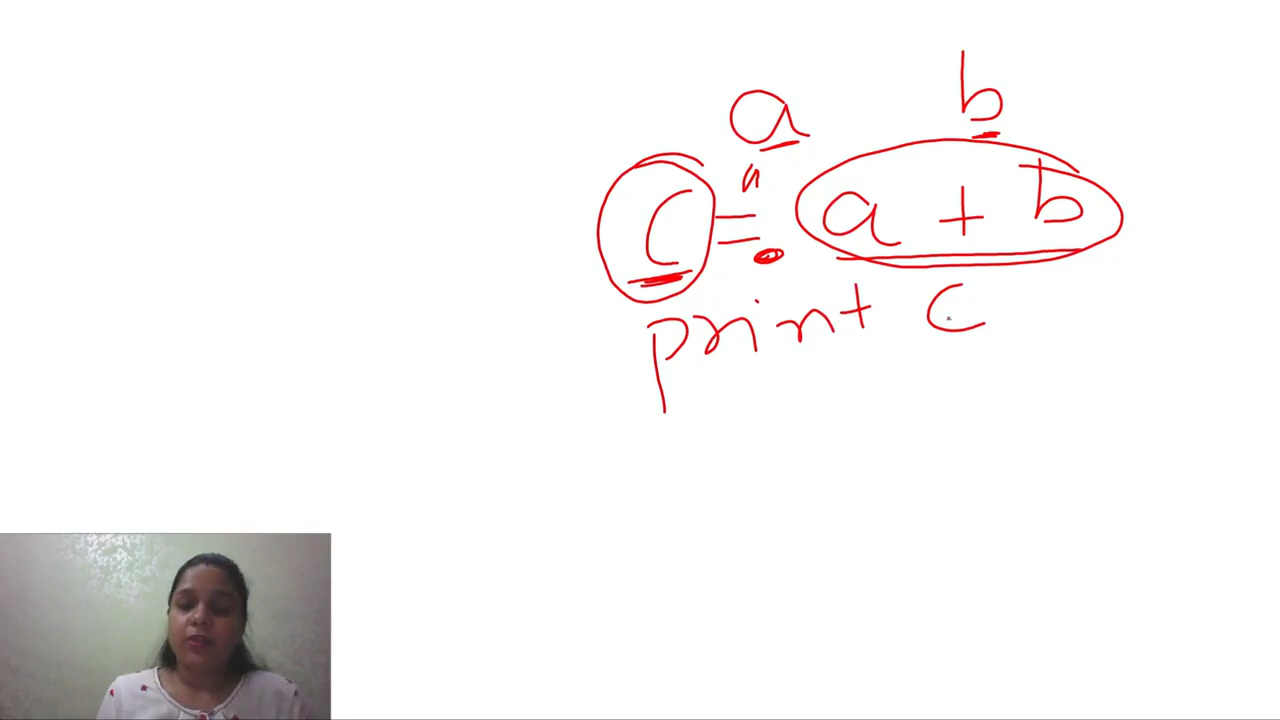 a b
c = a + b
print c